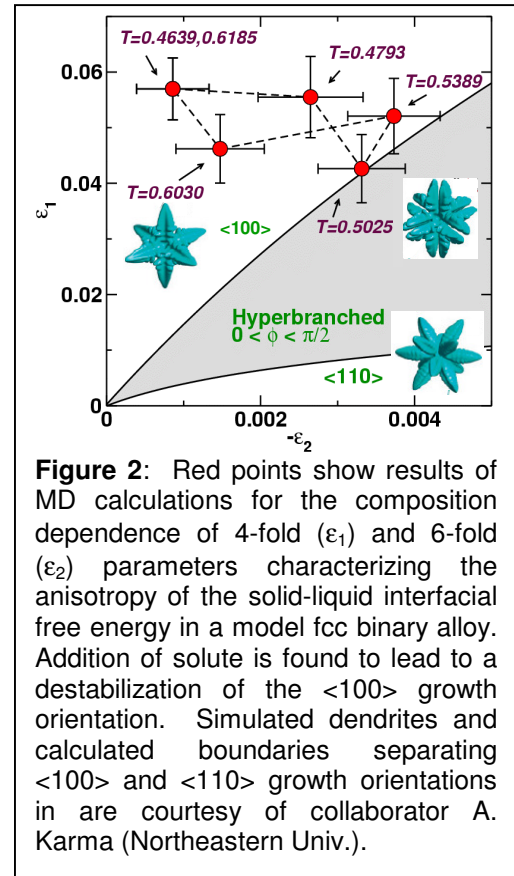 T=0.4639,0.6185
T=0.4793
0.06
T=0.5389
0.04
T=0.6030
T=0.5025
ε1
<100>
0.02
Hyperbranched
0 < ϕ < π/2
<110>
0
0 0.002 0.004
-ε2
Figure 2: Red points show results of
MD calculations for the composition
dependence of 4-fold (ε1) and 6-fold
(ε2) parameters characterizing the
anisotropy of the solid-liquid interfacial
free energy in a model fcc binary alloy.
Addition of solute is found to lead to a
destabilization of the <100> growth
orientation. Simulated dendrites and
calculated boundaries separating
<100> and <110> growth orientations
in are courtesy of collaborator A.
Karma (Northeastern Univ.).